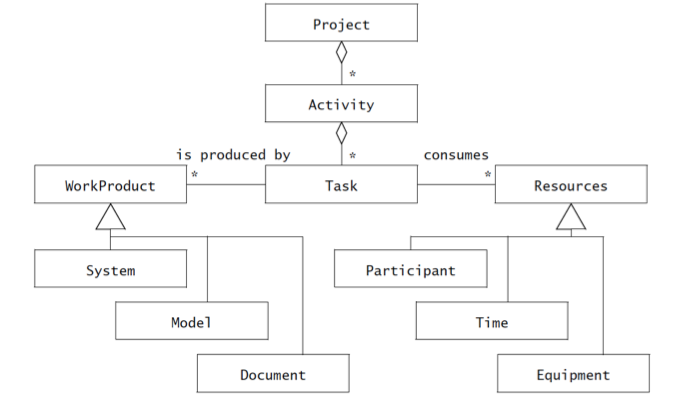 Project
*
Activity
is produced by
*
consumes
WorkProduct
*
Task
*
Resources
System
Participant
Model
Time
Document
Equipment